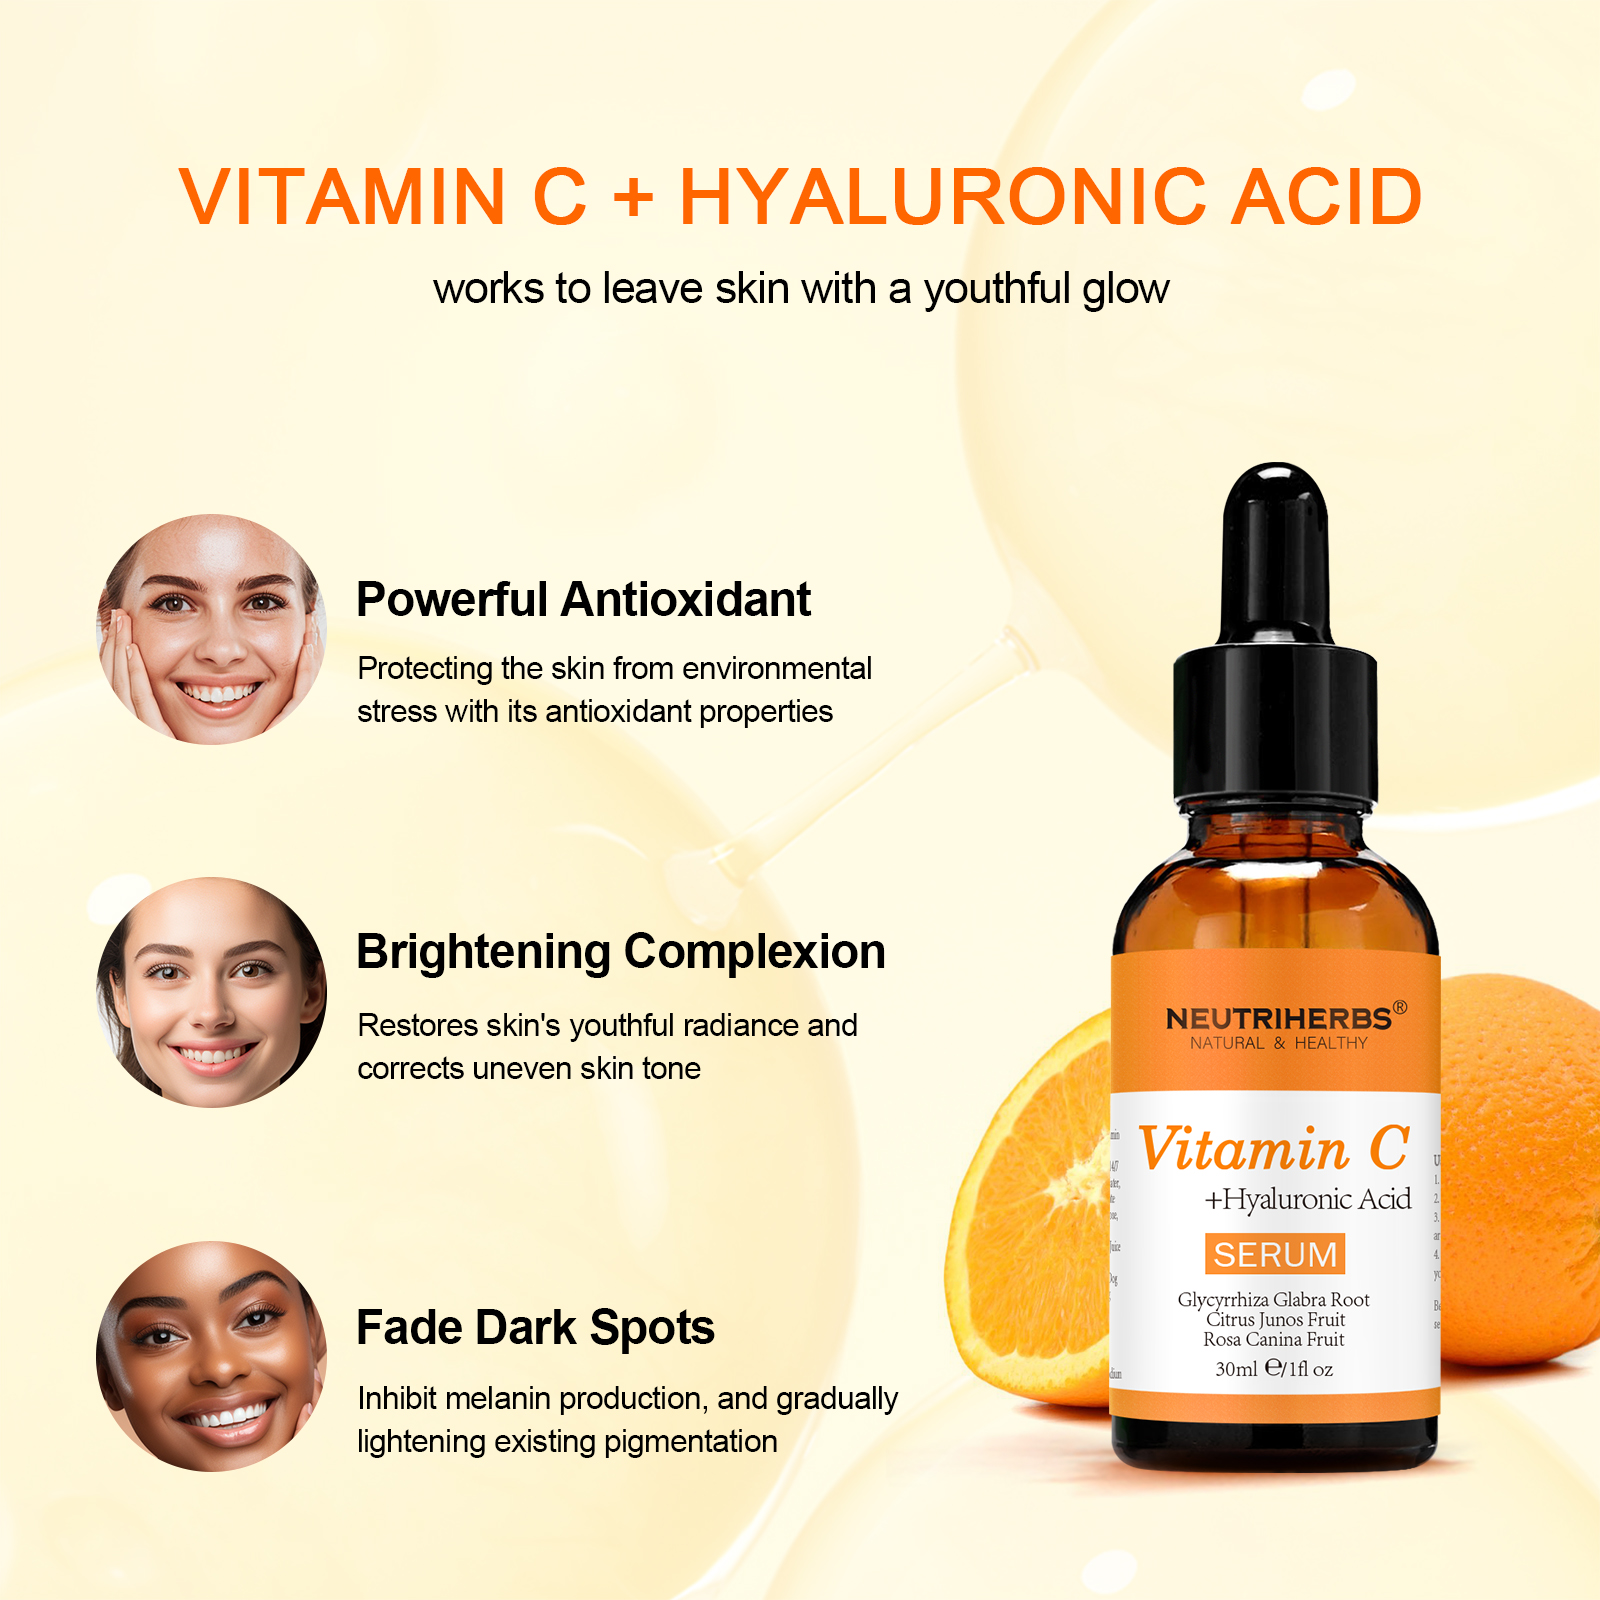 VITAMIN C + HYALURONIC ACID
works to leave skin with a youthful glow
Powerful Antioxidant
Protecting the skin from environmental
stress with its antioxidant properties
Brightening Complexion
Restores skin's youthful radiance and
corrects uneven skin tone
Fade Dark Spots
Inhibit melanin production, and gradually
lightening existing pigmentation
NEUTRIHERBS®
NATURAL & HEALTHY
Vitamin C
+Hyaluronic Acid
SERUM
Glycyrrhiza Glabra Root
Citrus Junos Fruit
Rosa Canina Fruit
30ml ℮/1fl oz